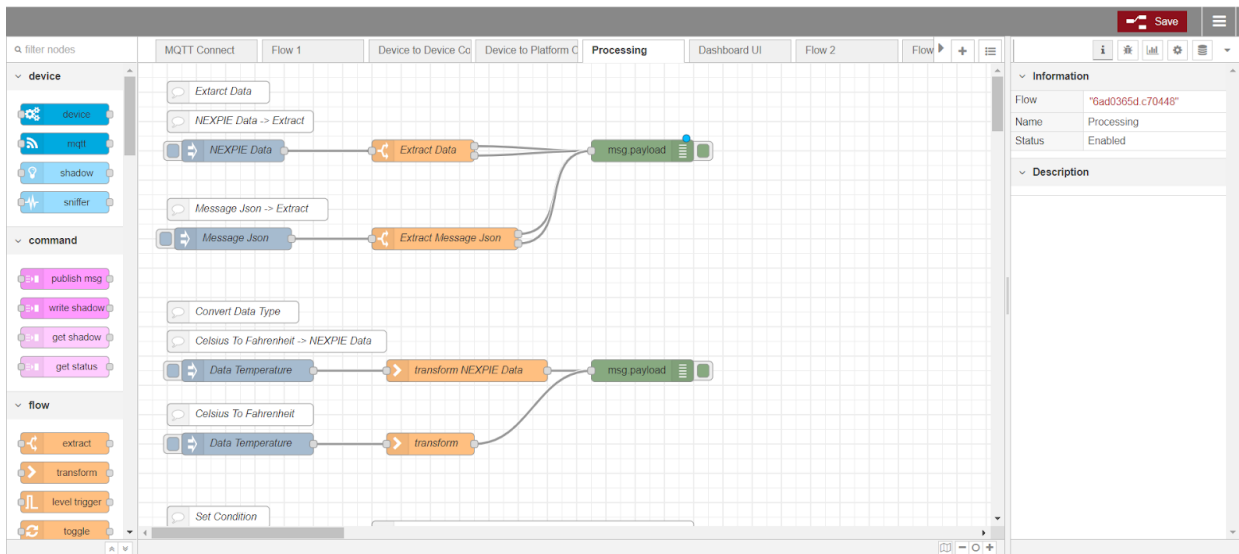 Save
filter nodes
MQTT Connect
Flow 1
Device to Device Co
Device to Platform C
Processing
Dashboard UI
Flow 2
Flow
i
device
device
mqtt
shadow
sniffer
command
publish msg
write shadow
get shadow
get status
flow
extract
transform
level trigger
toggle
Extarct Data
NEXPIE Data -> Extract
NEXPIE Data
Extract Data
msg.payload
Message Json -> Extract
Message Json
Extract Message Json
Convert Data Type
Celsius To Fahrenheit -> NEXPIE Data
Data Temperature
transform NEXPIE Data
msg.payload
Celsius To Fahrenheit
Data Temperature
transform
Set Condition
Information
Flow "6ad0365d.c70448"
Name Processing
Status Enabled
Description